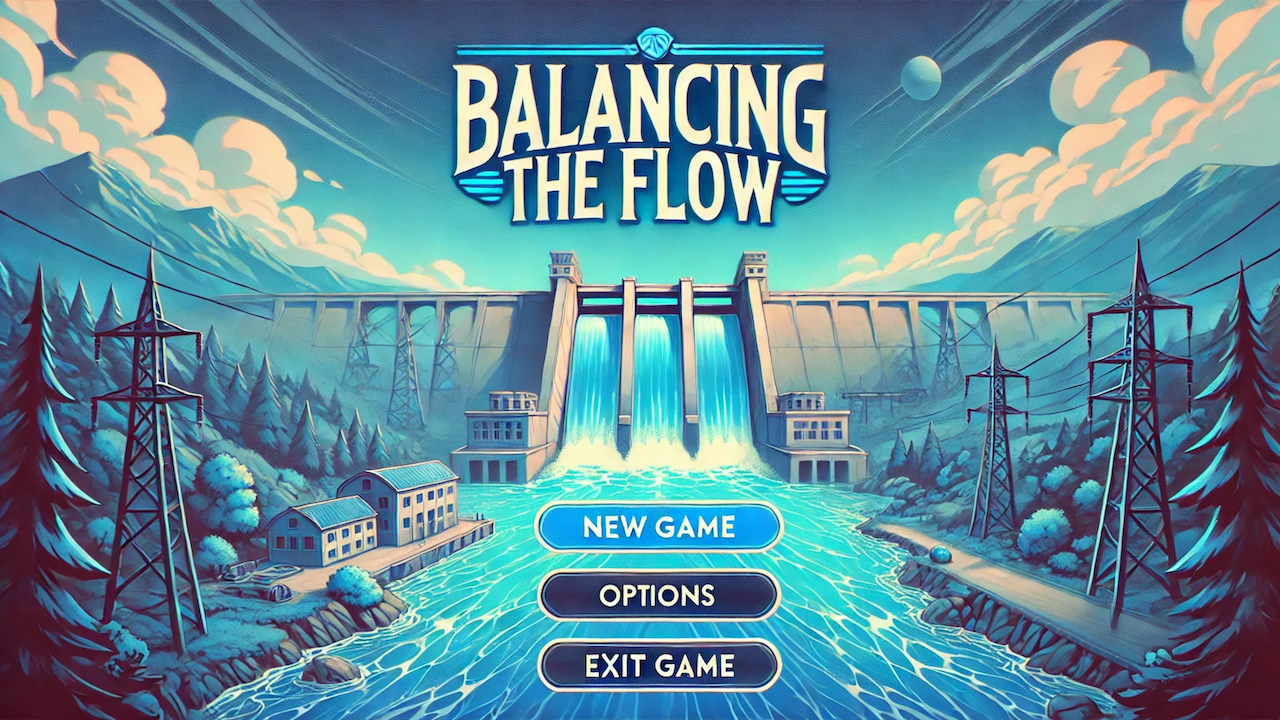 BALANCING
THE FLOW
NEW GAME
OPTIONS
EXIT GAME